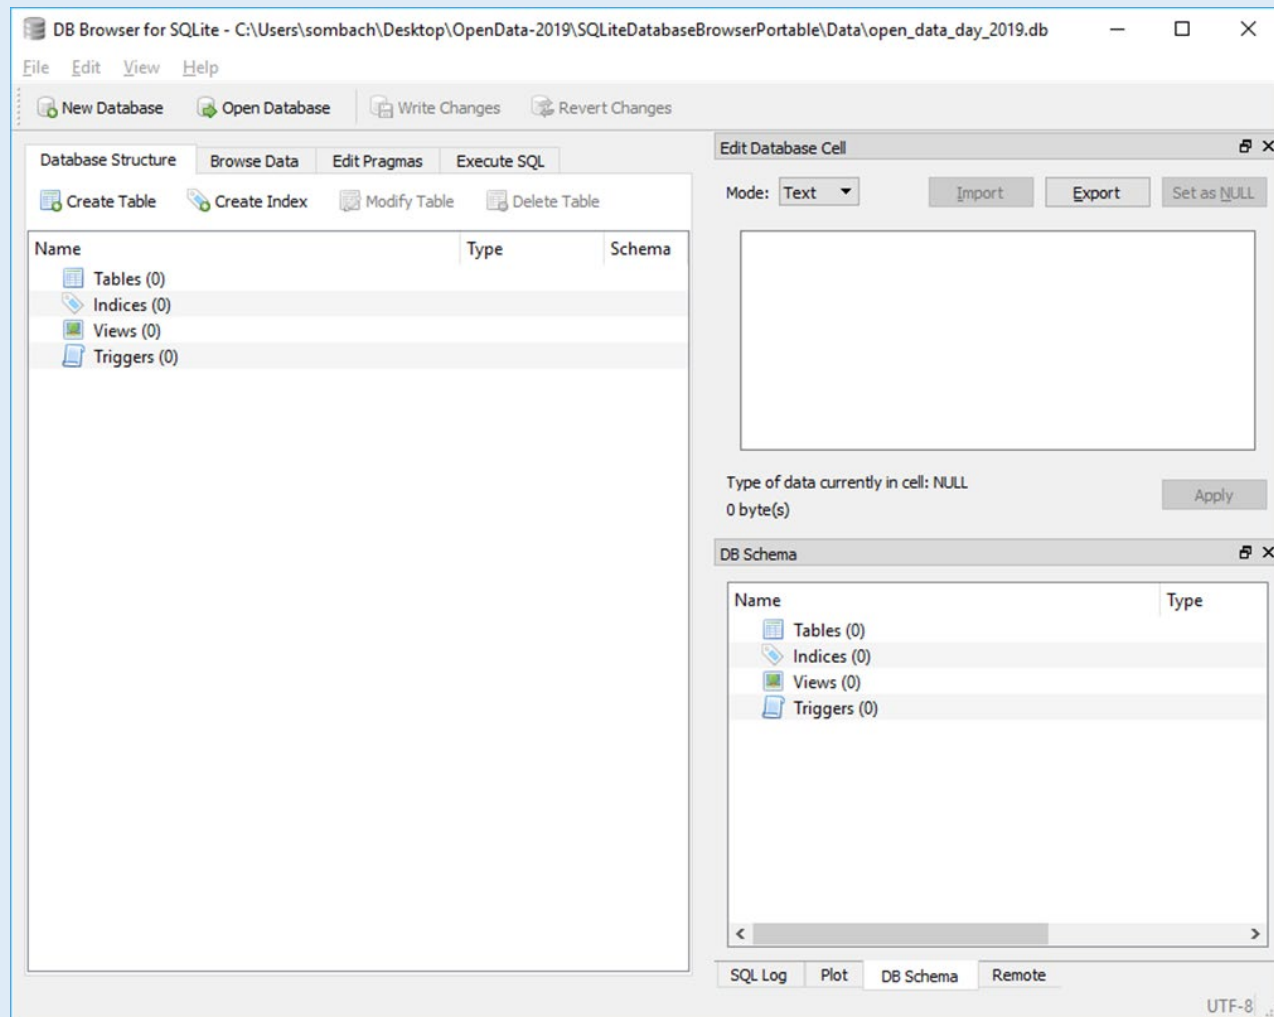 DB Browser for SQLite - C:\Users\sombach\Desktop\OpenData-2019\SQLiteDatabaseBrowserPortable\Data\open_data_day_2019.db
File Edit View Help
New Database Open Database Write Changes Revert Changes
Database Structure Browse Data Edit Pragmas Execute SQL
Create Table Create Index Modify Table Delete Table
Name Type Schema
Tables (0)
Indices (0)
Views (0)
Triggers (0)
Edit Database Cell
Mode: Text Import Export Set as NULL
Type of data currently in cell: NULL
0 byte(s)
Apply
DB Schema
Name Type
Tables (0)
Indices (0)
Views (0)
Triggers (0)
SQL Log Plot DB Schema Remote
UTF-8